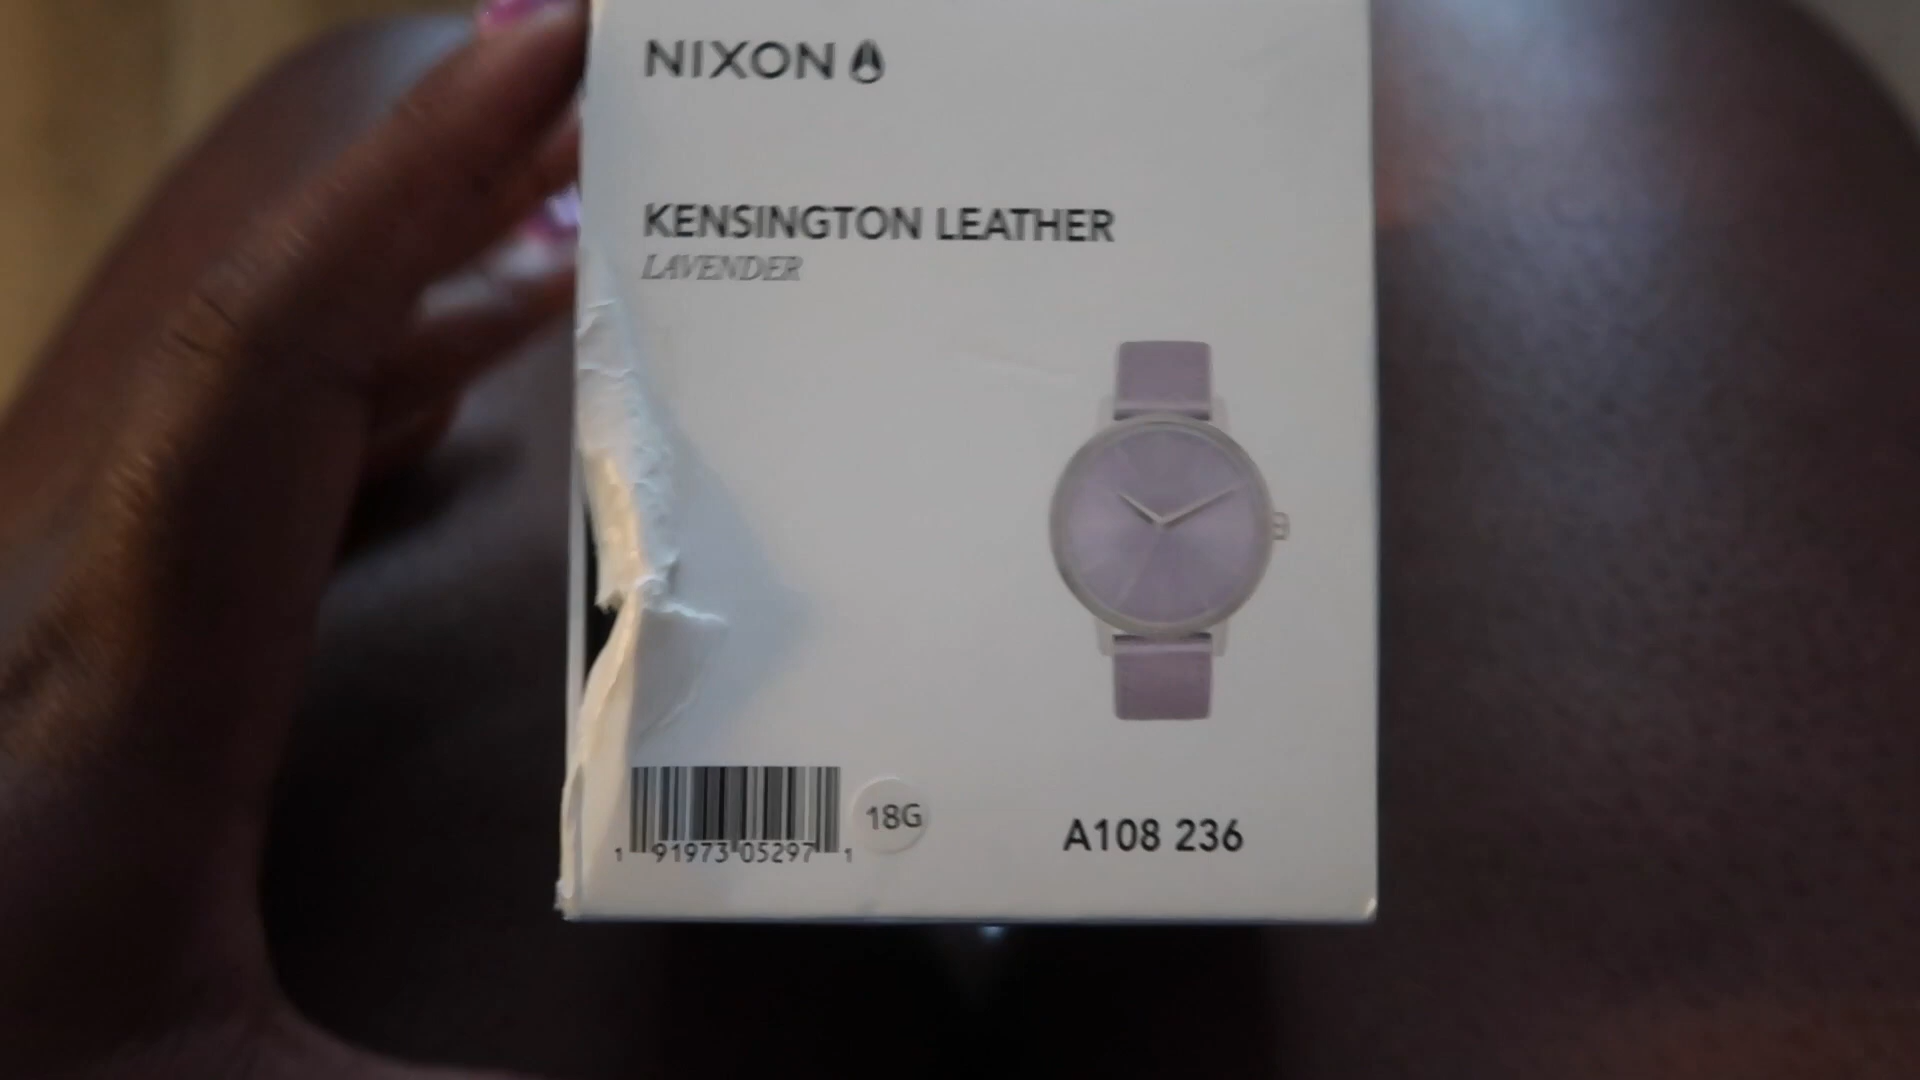 NIXON
KENSINGTON LEATHER
LAVENDER
18G
A108 236
1 91973 05297 1